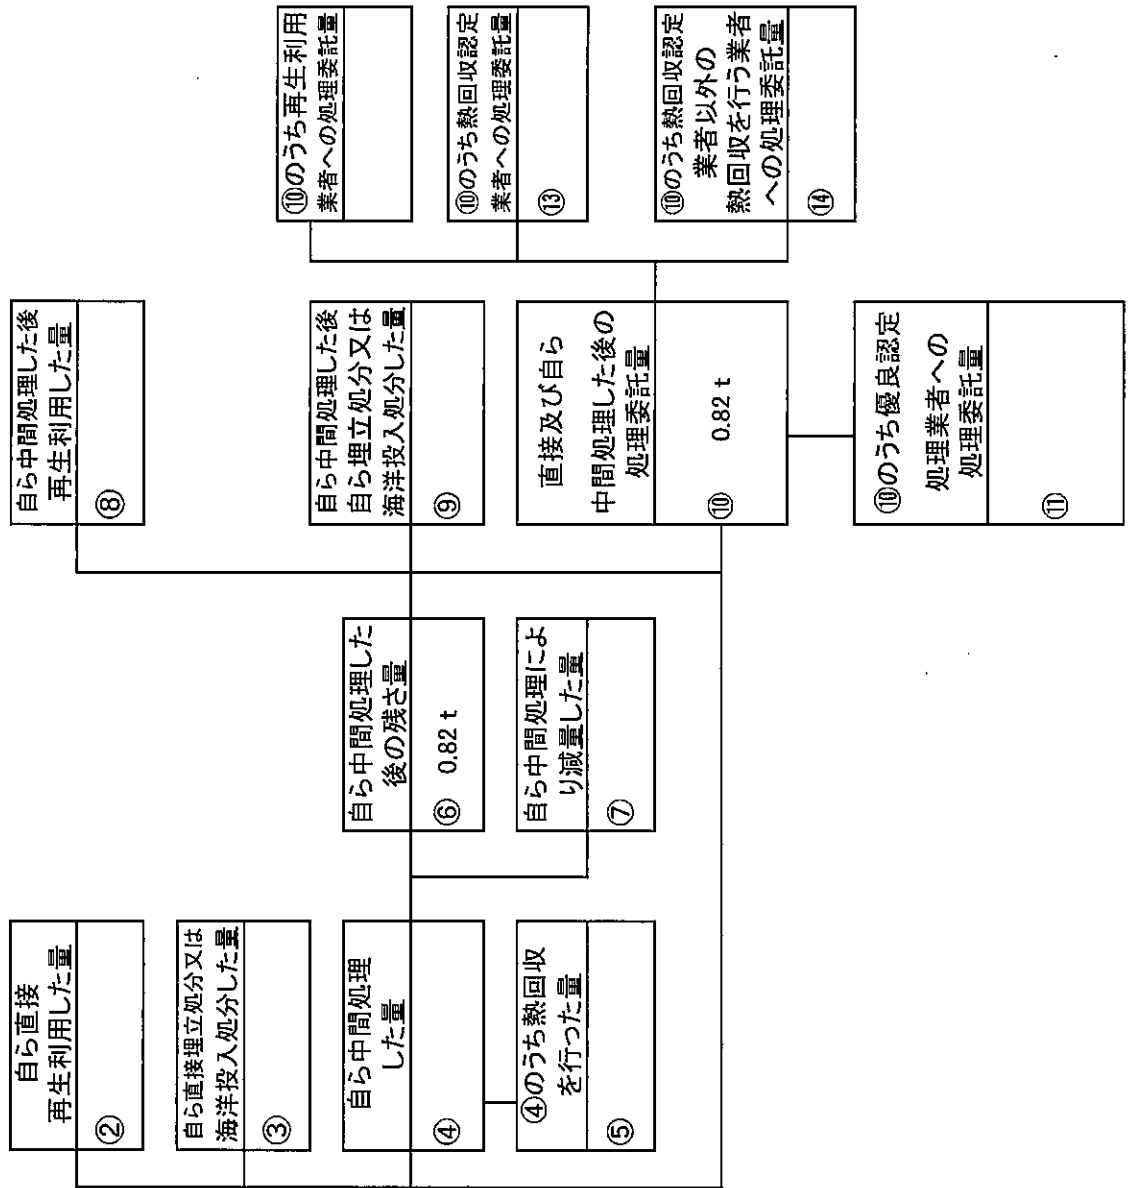 自ら直接
再生利用した量
②
自ら直接埋立処分又は
海洋投入処分した量
③
自ら中間処理
した量
④
④のうち熱回収
を行った量
⑤
自ら中間処理した
後の残さ量
⑥ 0.82 t
自ら中間処理によ
り減量した量
⑦
自ら中間処理した後
再生利用した量
⑧
自ら中間処理した後
自ら埋立処分又は
海洋投入処分した量
⑨
直接及び自ら
中間処理した後の
処理委託量
⑩ 0.82 t
⑩のうち優良認定
処理業者への
処理委託量
⑪
⑩のうち再生利用
業者への処理委託量
⑩のうち熱回収認定
業者への処理委託量
⑬
⑩のうち熱回収認定
業者以外の
熱回収を行う業者
への処理委託量
⑭